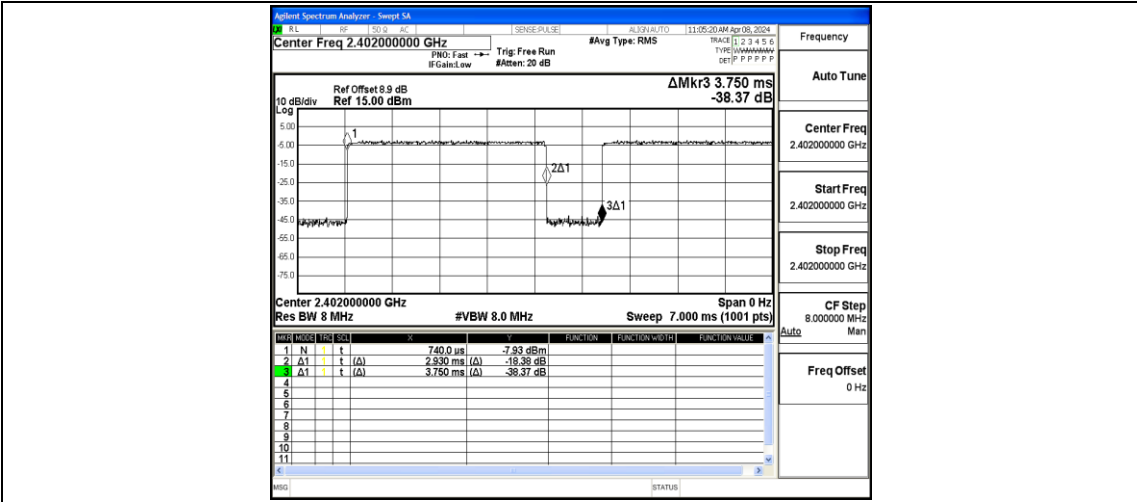 Agilent Spectrum Analyzer - Swept SA
RL RF 50 Ω AC SENSE:PULSE ALIGN AUTO 11:05:20 AM Apr 08, 2024
Center Freq 2.402000000 GHz
#Avg Type: RMS
TRACE 1 2 3 4 5 6
PNO: Fast
Trig: Free Run
TYPE
IFGain:Low
#Atten: 20 dB
DET P P P P P P
ΔMkr3 3.750 ms
-38.37 dB
Ref Offset 8.9 dB
10 dB/div Ref 15.00 dBm
Log
5.00
-5.00
-15.0
-25.0
-35.0
-45.0
-55.0
-65.0
-75.0
1
2Δ1
3Δ1
Center 2.402000000 GHz Span 0 Hz
Res BW 8 MHz #VBW 8.0 MHz Sweep 7.000 ms (1001 pts)
MKR MODE TRC SCL X Y FUNCTION FUNCTION WIDTH FUNCTION VALUE
1 N 1 t 740.0 us -7.93 dBm
2 Δ1 1 t (Δ) 2.930 ms (Δ) -18.38 dB
3 Δ1 1 t (Δ) 3.750 ms (Δ) -38.37 dB
4
5
6
7
8
9
10
11
MSG STATUS
Frequency
Auto Tune
Center Freq
2.402000000 GHz
Start Freq
2.402000000 GHz
Stop Freq
2.402000000 GHz
CF Step
8.000000 MHz
Auto Man
Freq Offset
0 Hz